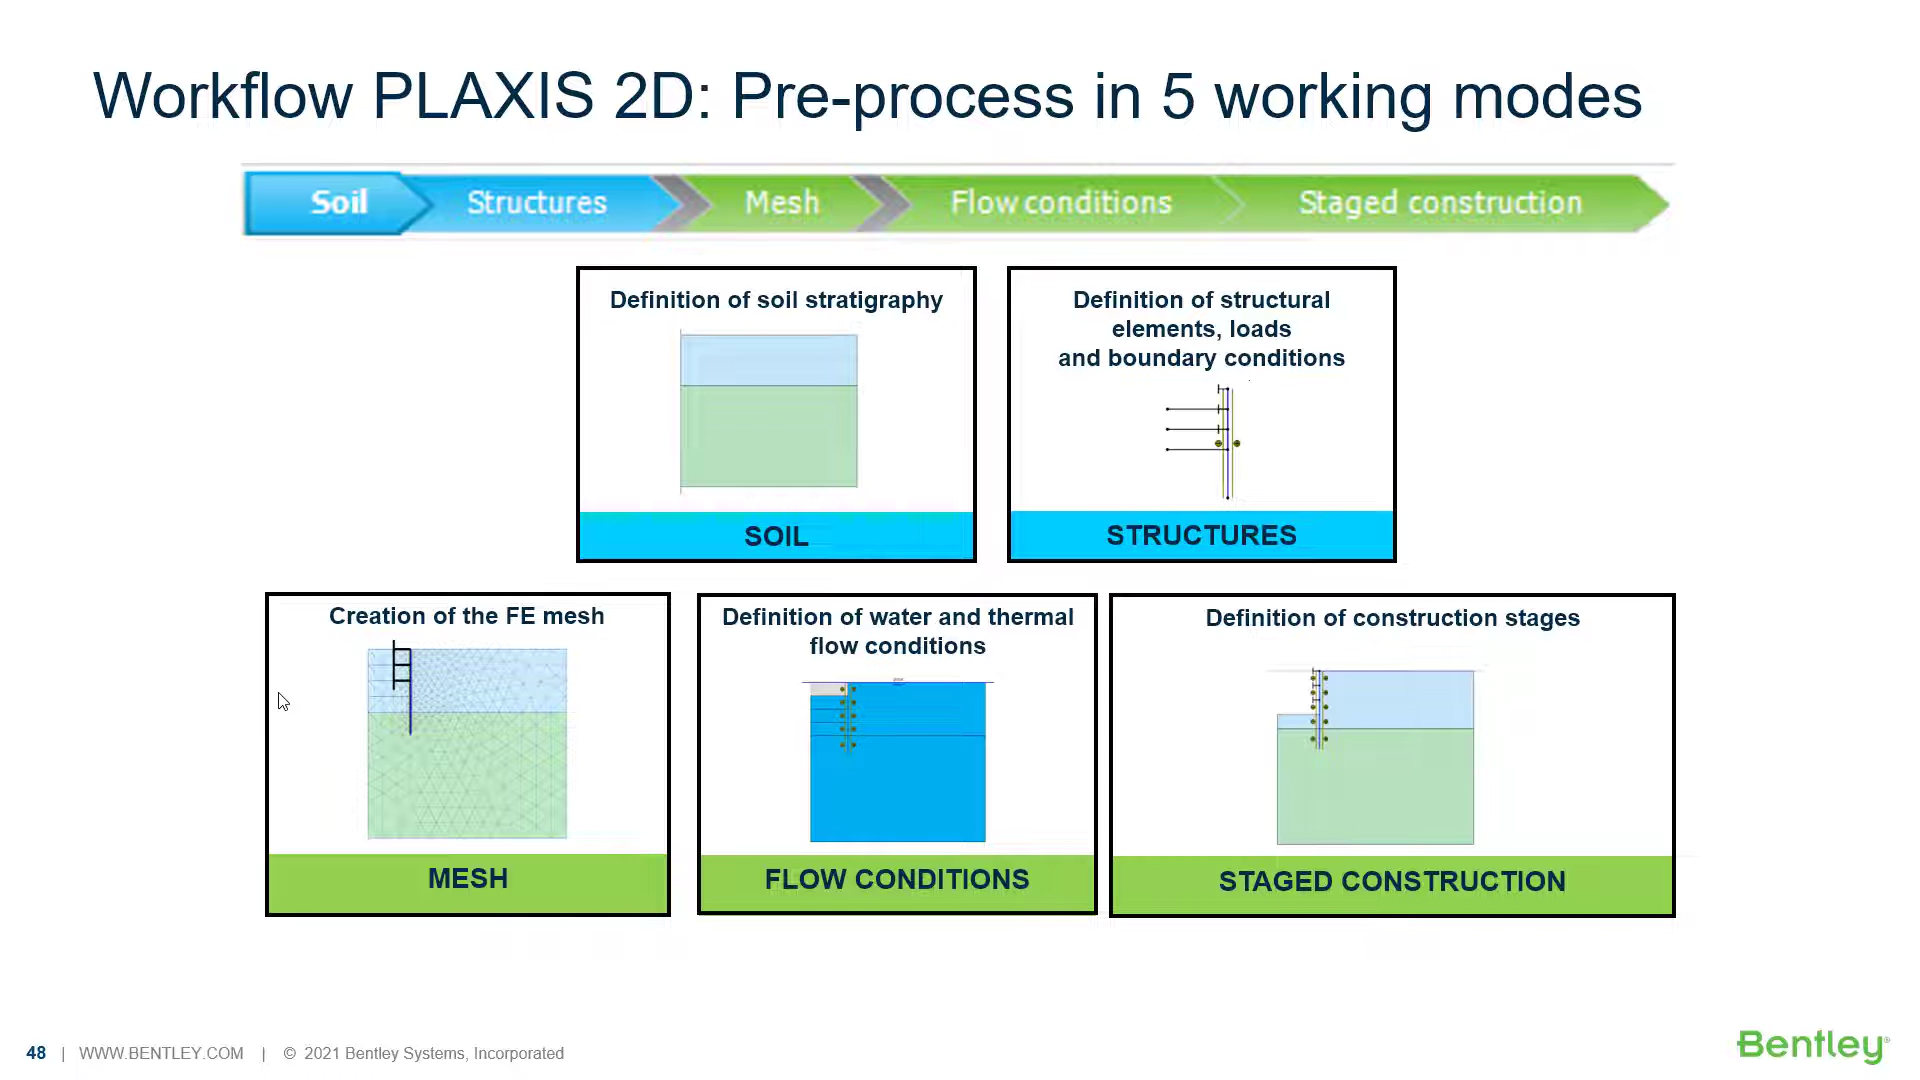 Workflow PLAXIS 2D: Pre-process in 5 working modes
Soil Structures Mesh Flow conditions Staged construction
Definition of soil stratigraphy
SOIL
Definition of structural
elements, loads
and boundary conditions
STRUCTURES
Creation of the FE mesh
MESH
Definition of water and thermal
flow conditions
FLOW CONDITIONS
Definition of construction stages
STAGED CONSTRUCTION
48 | WWW.BENTLEY.COM | © 2021 Bentley Systems, Incorporated
Bentley®